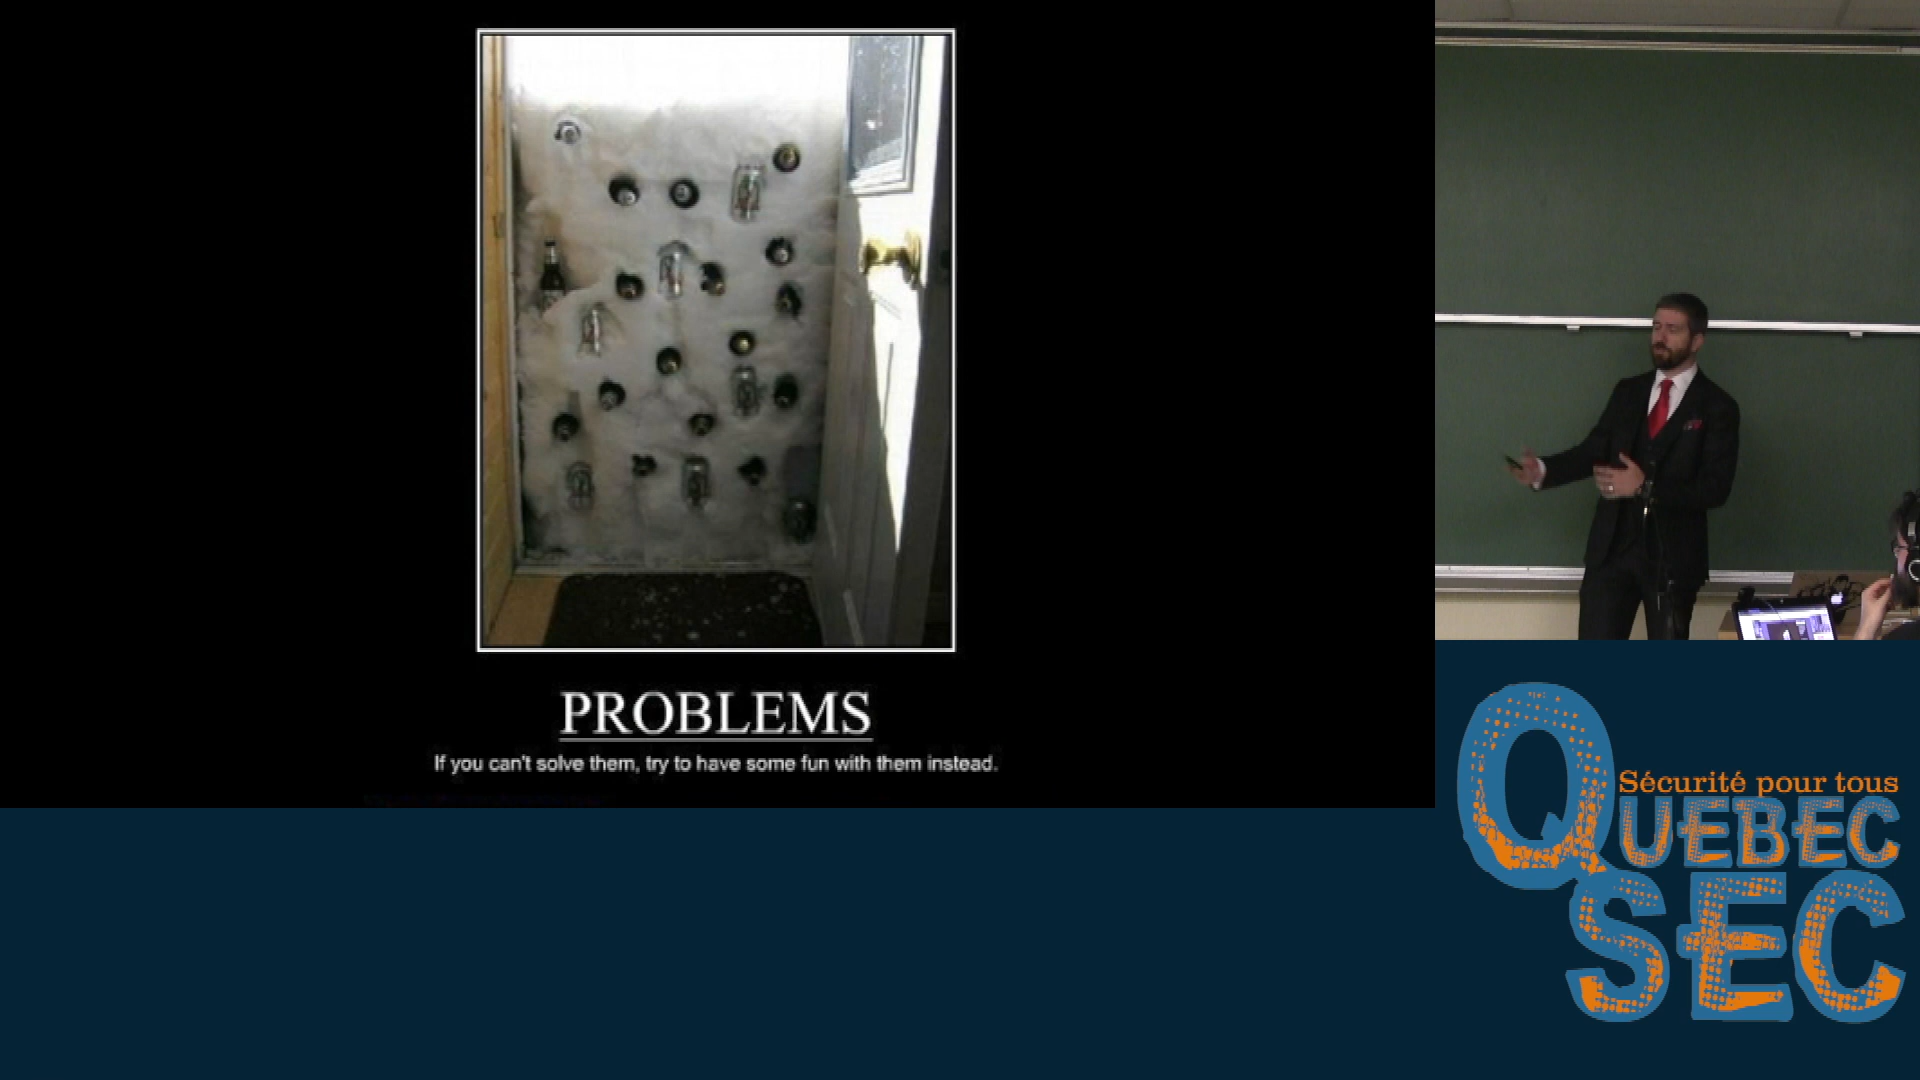 PROBLEMS
If you can't solve them, try to have some fun with them instead.
Sécurité pour tous
QUEBEC
SEC